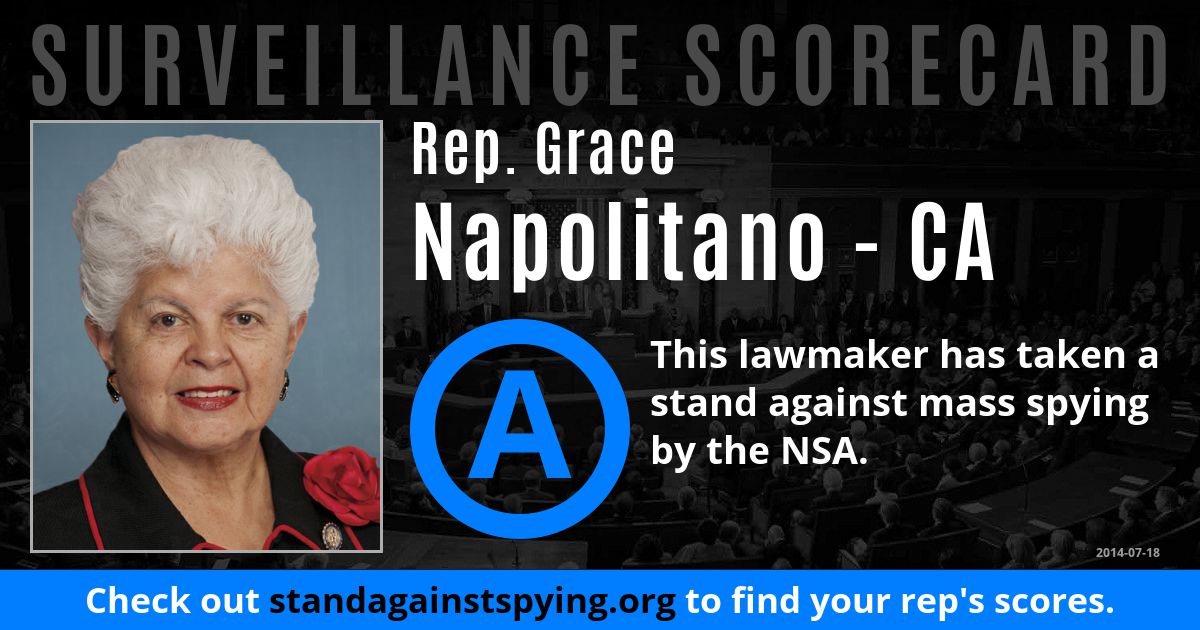 SURVEILLANCE SCORECARD
Rep. Grace
Napolitano - CA
A
This lawmaker has taken a
stand against mass spying
by the NSA.
2014-07-18
Check out standagainstspying.org to find your rep's scores.